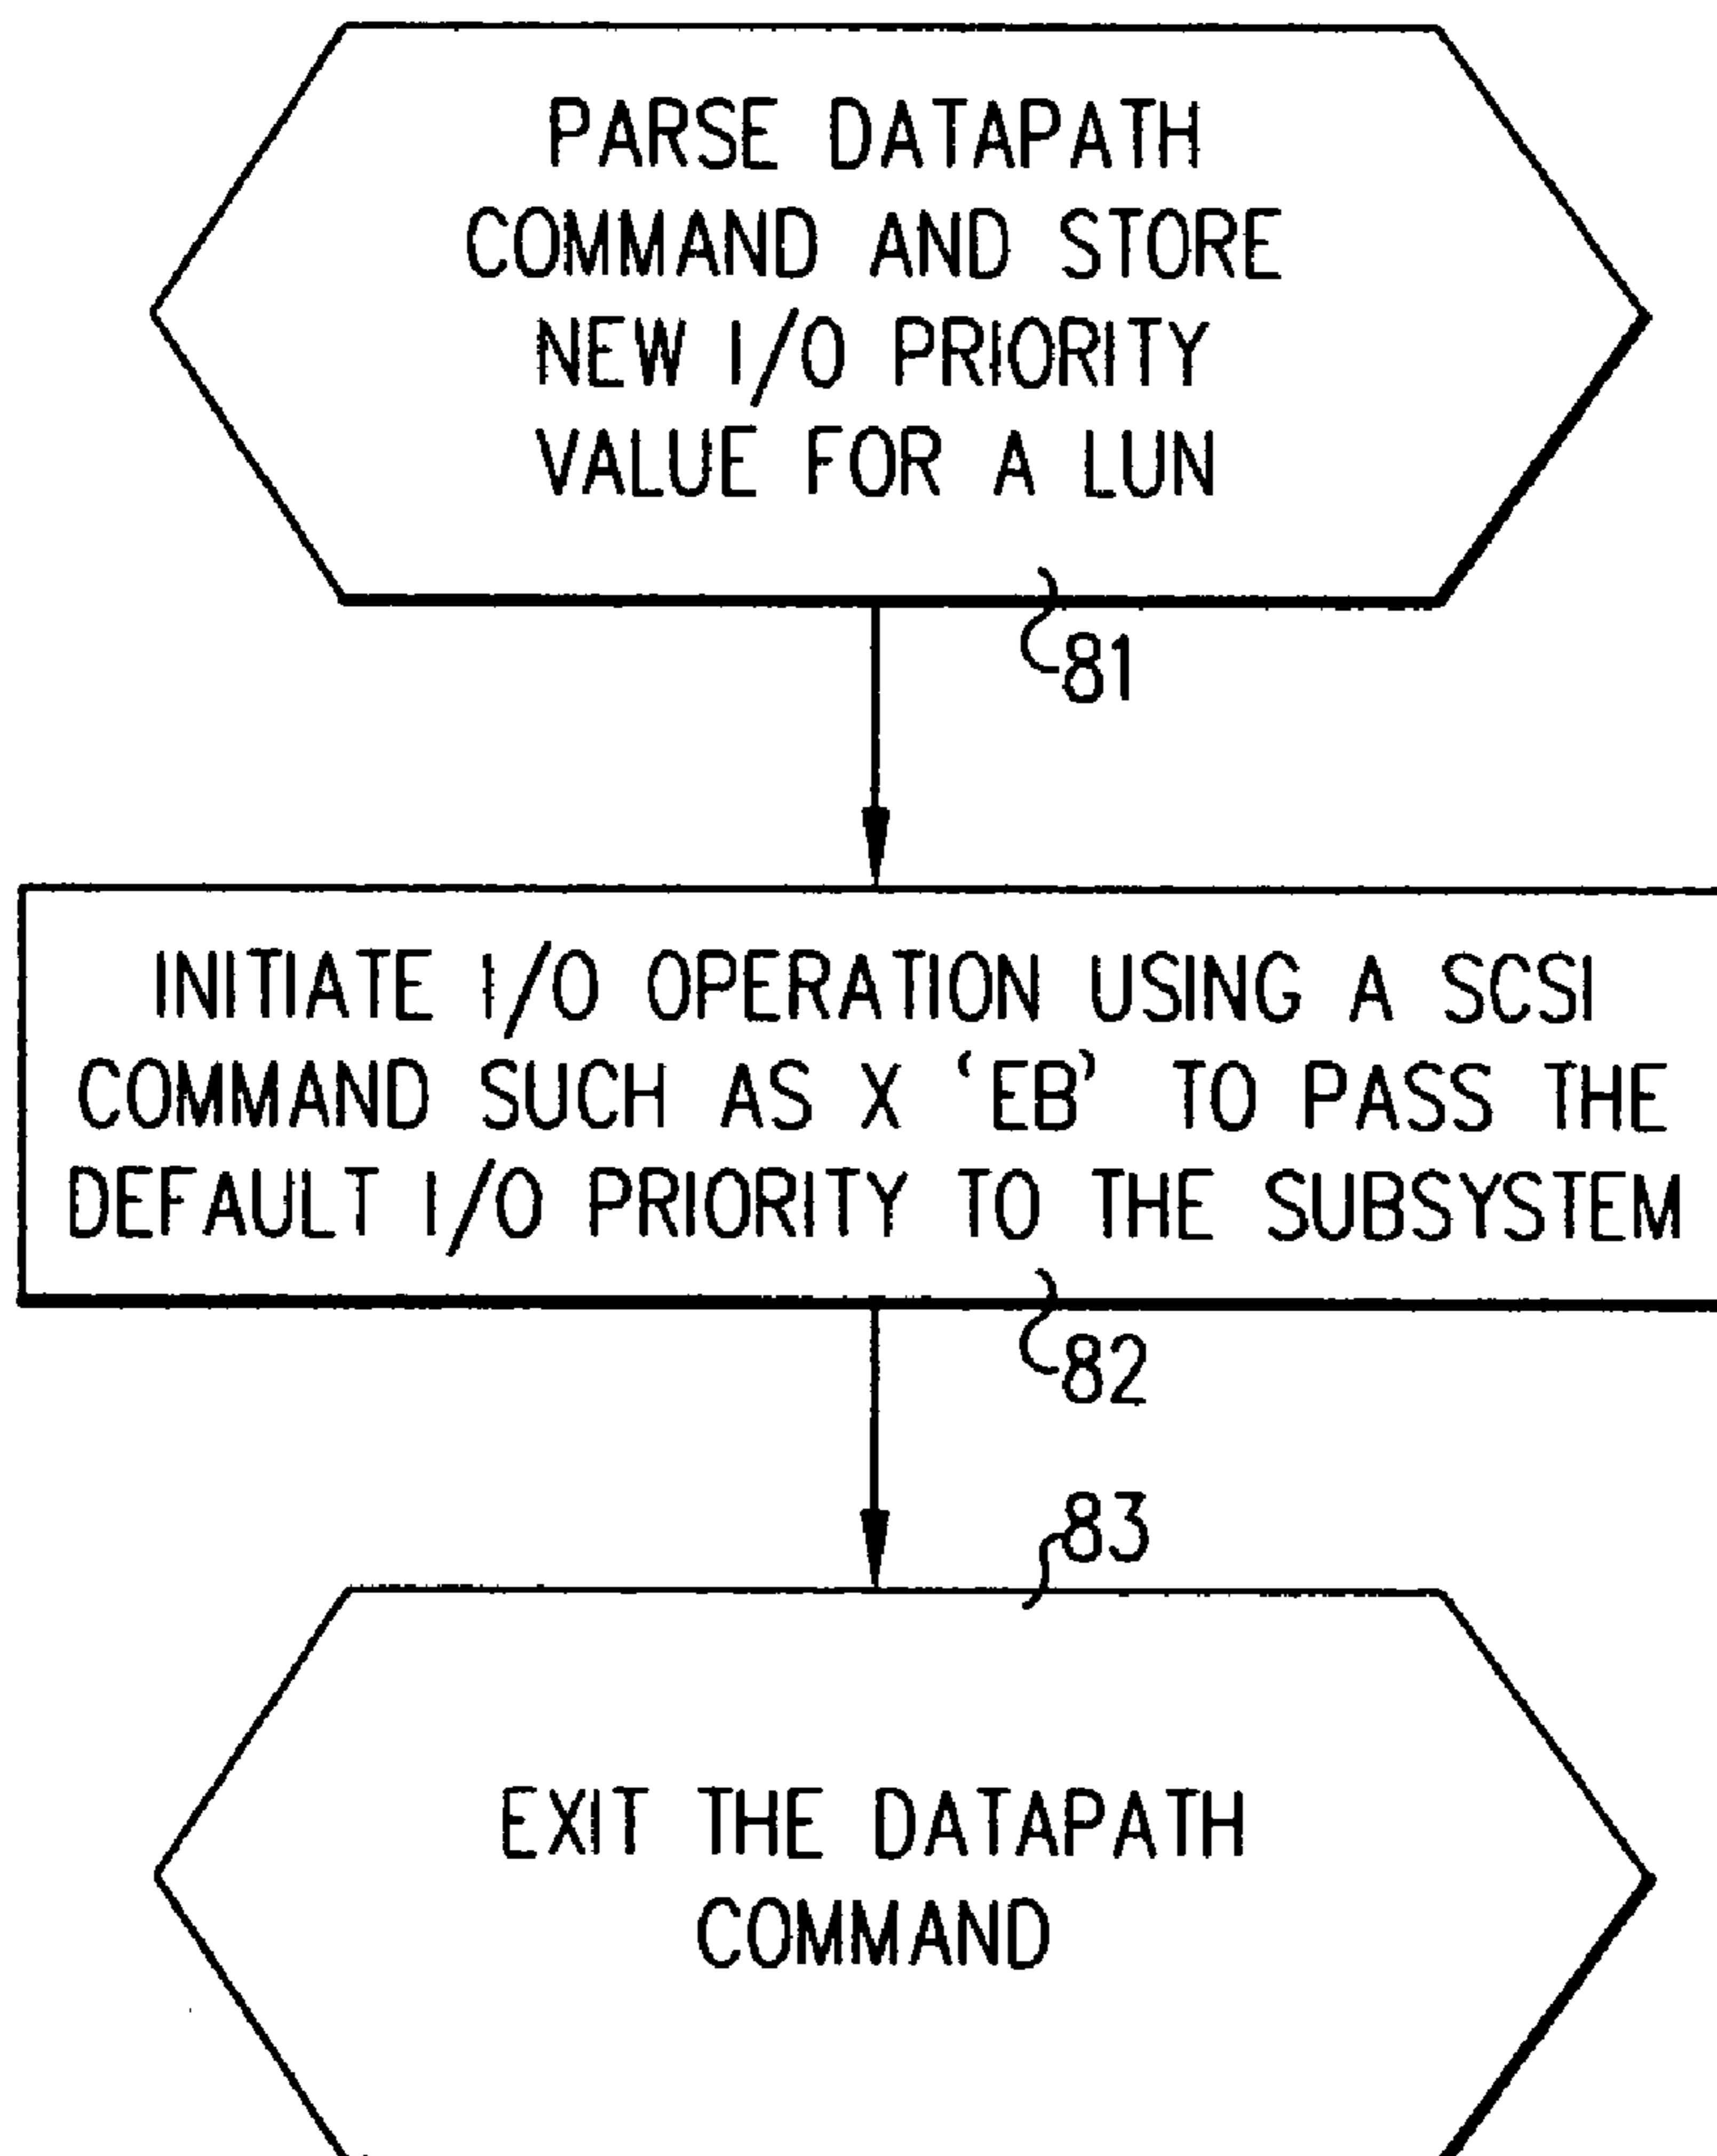 PARSE DATAPATH
COMMAND AND STORE
NEW I/O PRIORITY
VALUE FOR A LUN
81
INITIATE I/O OPERATION USING A SCSI
COMMAND SUCH AS X ‘EB’ TO PASS THE
DEFAULT I/O PRIORITY TO THE SUBSYSTEM
82
83
EXIT THE DATAPATH
COMMAND